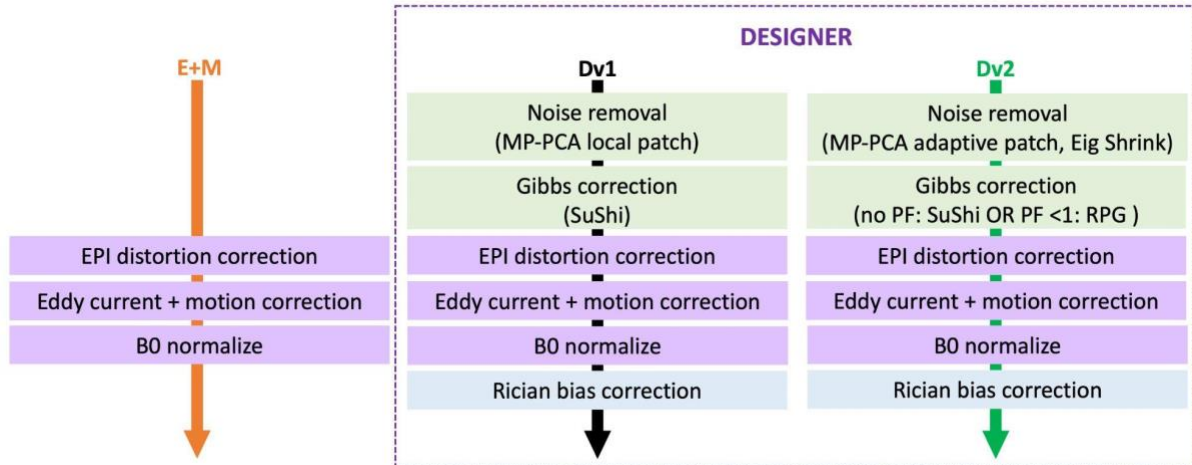 DESIGNER
E+M
Dv1
Dv2
Noise removal
(MP-PCA local patch)
Noise removal
(MP-PCA adaptive patch, Eig Shrink)
Gibbs correction
(SuShi)
Gibbs correction
(no PF: SuShi OR PF <1: RPG )
EPI distortion correction
EPI distortion correction
EPI distortion correction
Eddy current + motion correction
Eddy current + motion correction
Eddy current + motion correction
B0 normalize
B0 normalize
B0 normalize
Rician bias correction
Rician bias correction